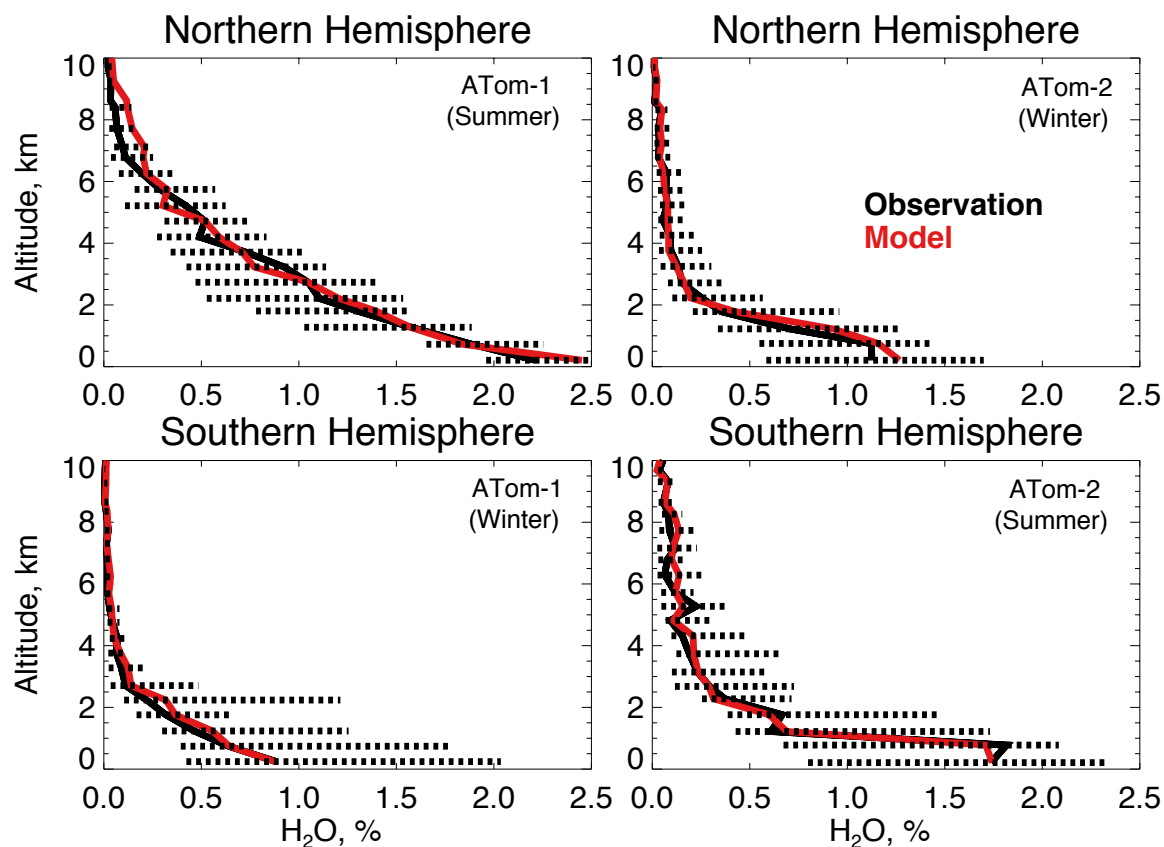 Northern Hemisphere
Northern Hemisphere
10
8
6
4
2
0
Altitude, km
ATom-1
(Summer)
0.0 0.5 1.0 1.5 2.0 2.5
10
8
6
4
2
0
ATom-2
(Winter)
Observation
Model
0.0 0.5 1.0 1.5 2.0 2.5
Southern Hemisphere
Southern Hemisphere
10
8
6
4
2
0
Altitude, km
ATom-1
(Winter)
0.0 0.5 1.0 1.5 2.0 2.5
H₂O, %
10
8
6
4
2
0
ATom-2
(Summer)
0.0 0.5 1.0 1.5 2.0 2.5
H₂O, %